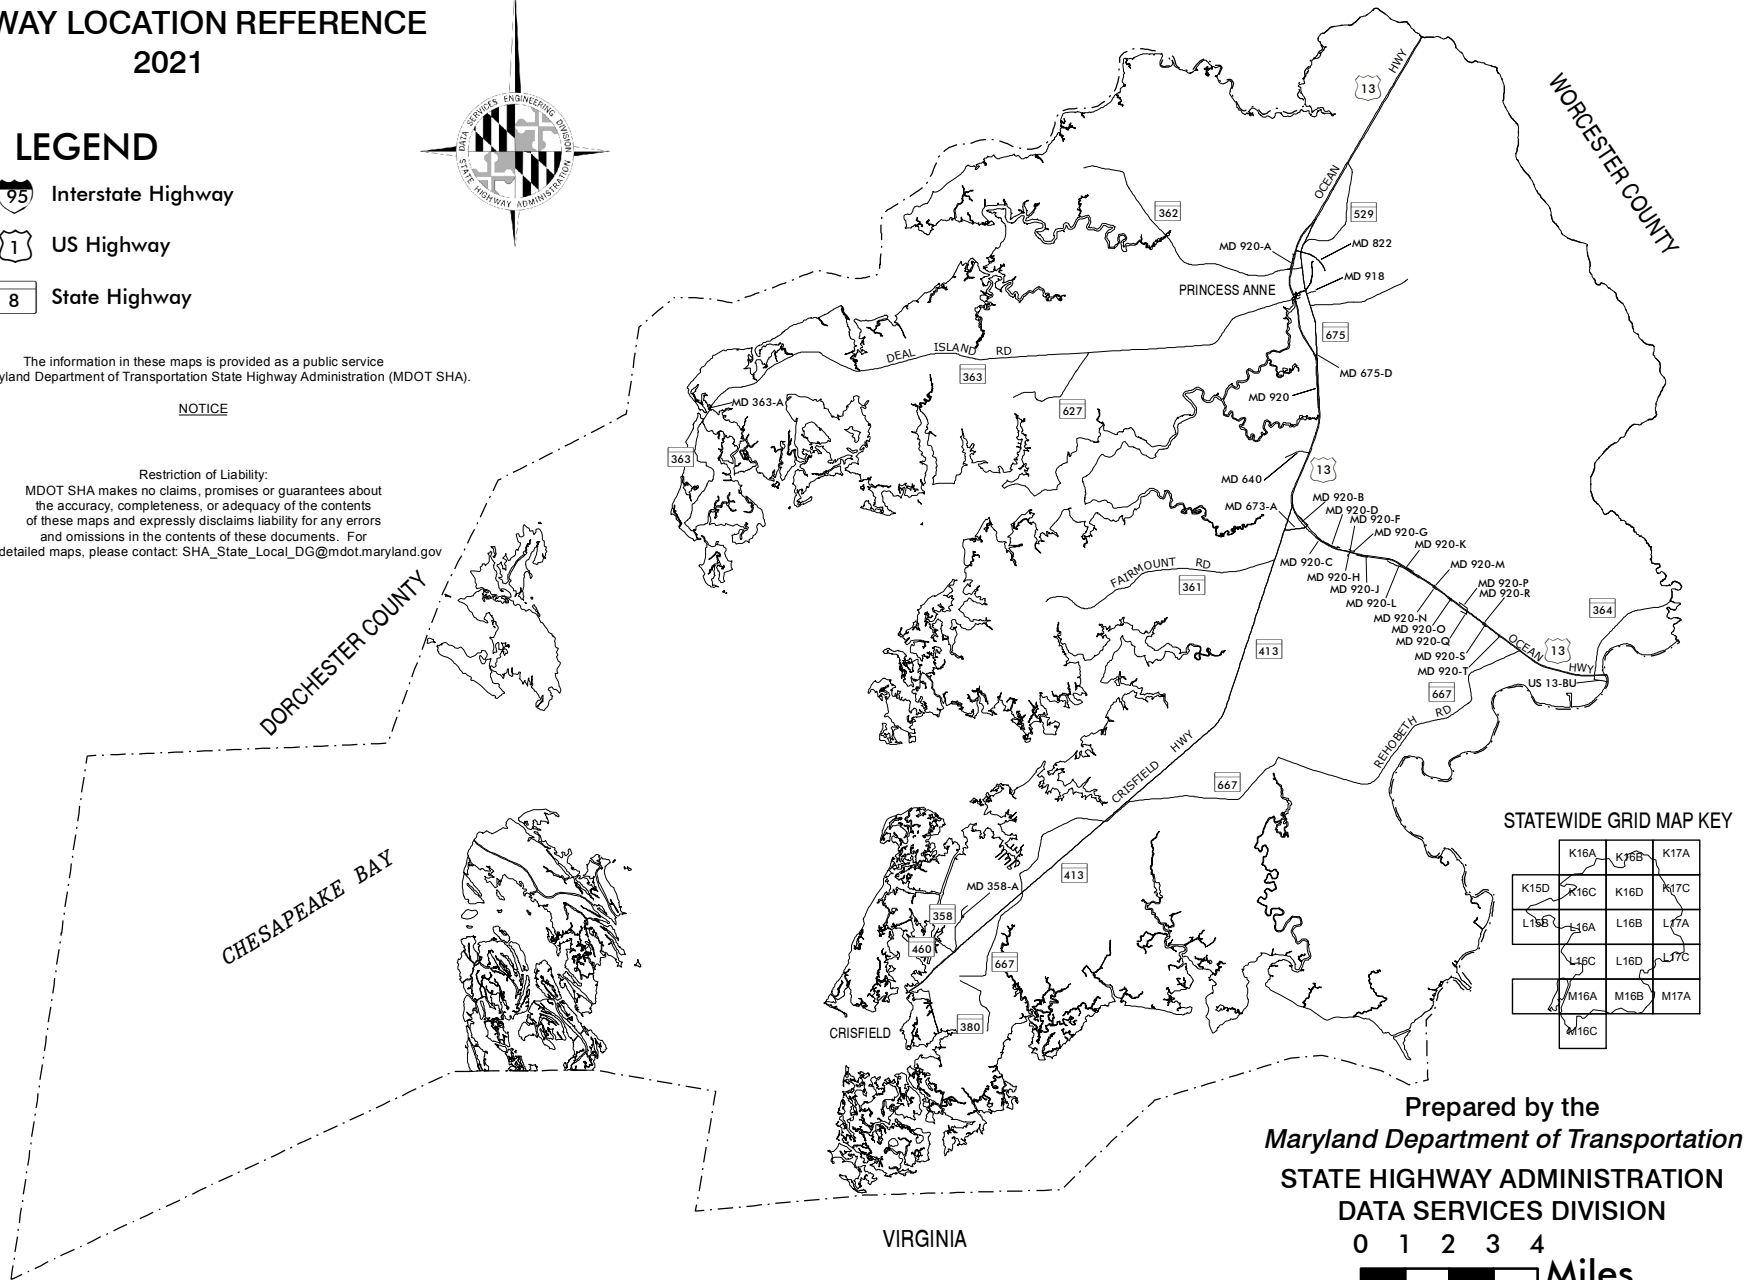 WAY LOCATION REFERENCE
2021
LEGEND
95 Interstate Highway
1 US Highway
8 State Highway
The information in these maps is provided as a public service
yland Department of Transportation State Highway Administration (MDOT SHA).
NOTICE
Restriction of Liability:
MDOT SHA makes no claims, promises or guarantees about
the accuracy, completeness, or adequacy of the contents
of these maps and expressly disclaims liability for any errors
and omissions in the contents of these documents. For
detailed maps, please contact: SHA_State_Local_DG@mdot.maryland.gov
DATA SERVICES ENGINEERING DIVISION
STATE HIGHWAY ADMINISTRATION
WORCESTER COUNTY
DORCHESTER COUNTY
CHESAPEAKE BAY
VIRGINIA
13
OCEAN HWY
362
529
MD 920-A
MD 822
MD 918
PRINCESS ANNE
675
DEAL ISLAND RD
363
MD 675-D
MD 363-A
MD 920
627
363
13
MD 640
MD 673-A
MD 920-B
MD 920-D
MD 920-F
MD 920-G
MD 920-K
MD 920-C
MD 920-H
MD 920-J
MD 920-L
MD 920-M
MD 920-N
MD 920-P
MD 920-R
MD 920-O
MD 920-Q
MD 920-S
MD 920-T
FAIRMOUNT RD
361
364
413
OCEAN HWY
13
US 13-BU
667
REHOBETH RD
CRISFIELD HWY
667
413
MD 358-A
358
460
667
380
CRISFIELD
STATEWIDE GRID MAP KEY
K16A K16B K17A
K15D K16C K16D K17C
L15B L16A L16B L17A
L16C L16D L17C
M16A M16B M17A
M16C
Prepared by the
Maryland Department of Transportation
STATE HIGHWAY ADMINISTRATION
DATA SERVICES DIVISION
0 1 2 3 4
Miles